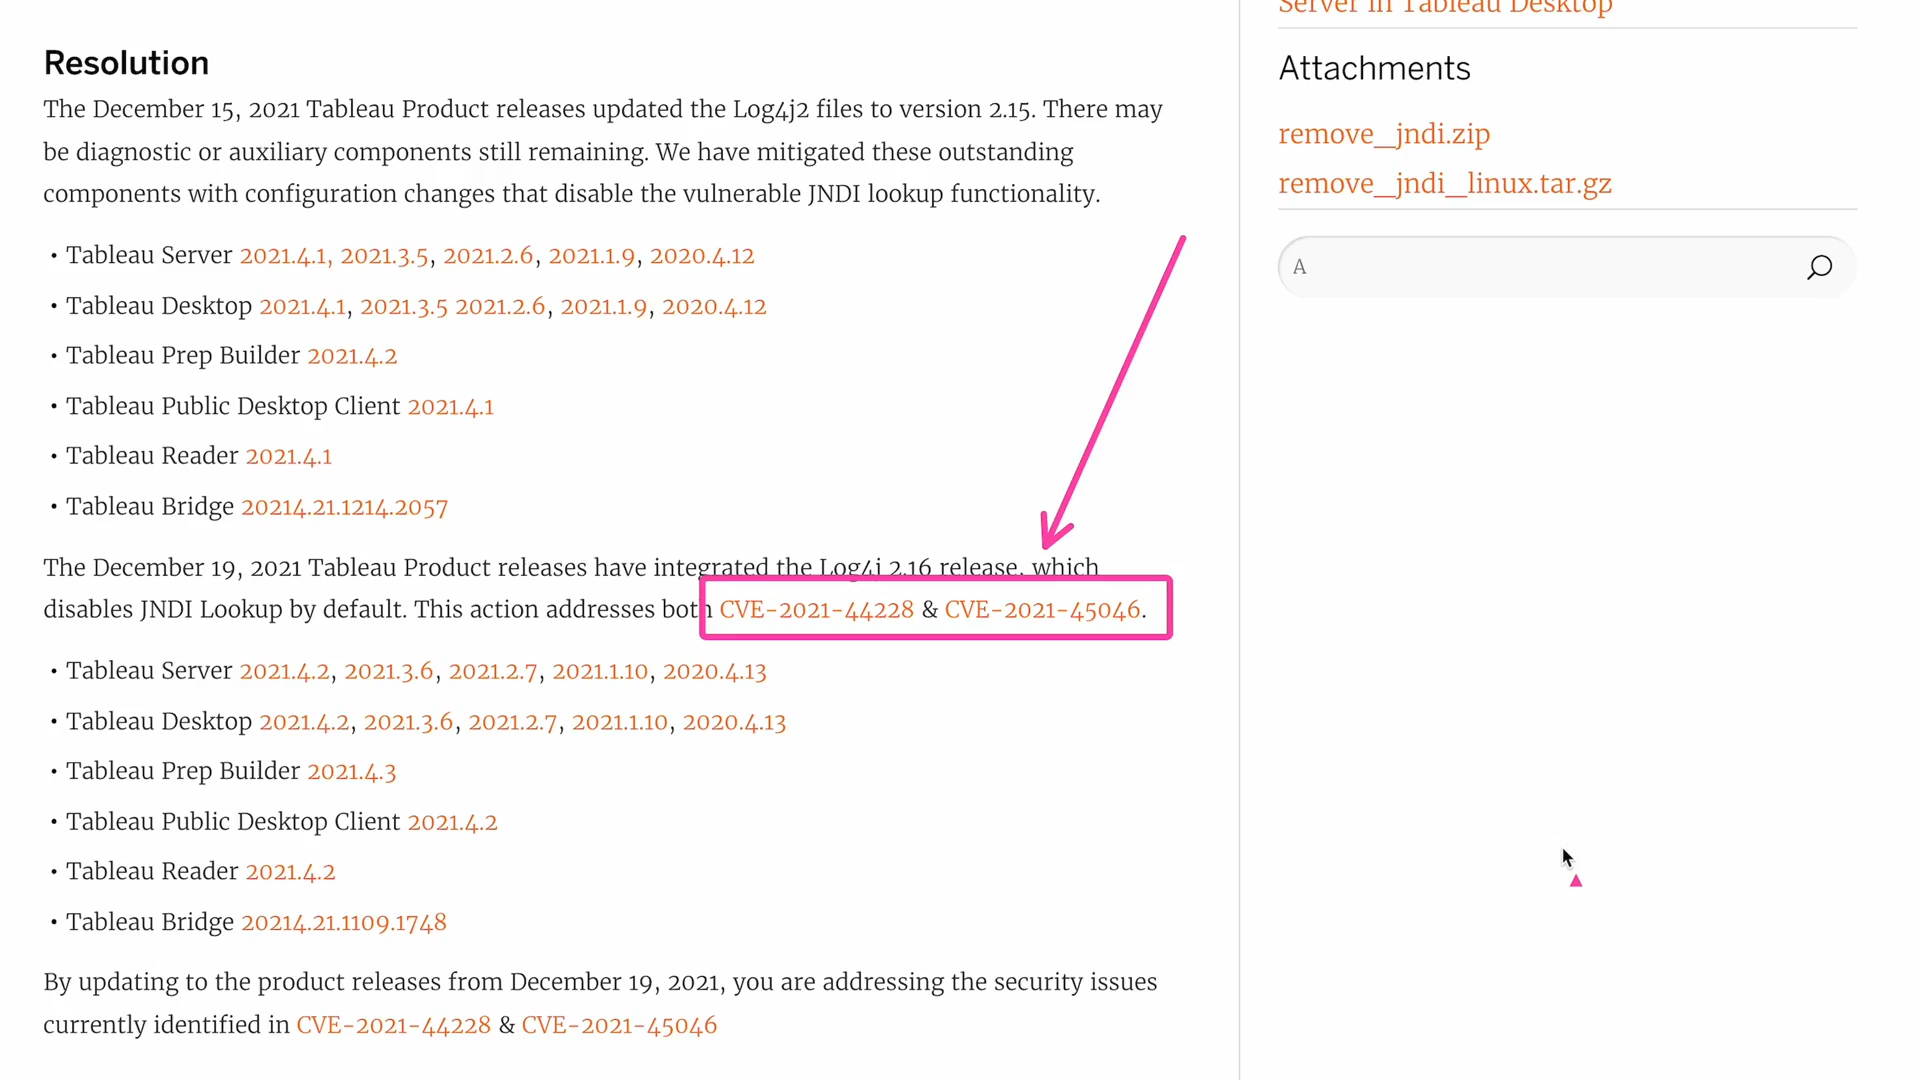 Resolution
The December 15, 2021 Tableau Product releases updated the Log4j2 files to version 2.15. There may
be diagnostic or auxiliary components still remaining. We have mitigated these outstanding
components with configuration changes that disable the vulnerable JNDI lookup functionality.
• Tableau Server 2021.4.1, 2021.3.5, 2021.2.6, 2021.1.9, 2020.4.12
• Tableau Desktop 2021.4.1, 2021.3.5 2021.2.6, 2021.1.9, 2020.4.12
• Tableau Prep Builder 2021.4.2
• Tableau Public Desktop Client 2021.4.1
• Tableau Reader 2021.4.1
• Tableau Bridge 20214.21.1214.2057
The December 19, 2021 Tableau Product releases have integrated the Log4j 2.16 release, which
disables JNDI Lookup by default. This action addresses both CVE-2021-44228 & CVE-2021-45046.
• Tableau Server 2021.4.2, 2021.3.6, 2021.2.7, 2021.1.10, 2020.4.13
• Tableau Desktop 2021.4.2, 2021.3.6, 2021.2.7, 2021.1.10, 2020.4.13
• Tableau Prep Builder 2021.4.3
• Tableau Public Desktop Client 2021.4.2
• Tableau Reader 2021.4.2
• Tableau Bridge 20214.21.1109.1748
By updating to the product releases from December 19, 2021, you are addressing the security issues
currently identified in CVE-2021-44228 & CVE-2021-45046
Server in Tableau Desktop
Attachments
remove_jndi.zip
remove_jndi_linux.tar.gz
A